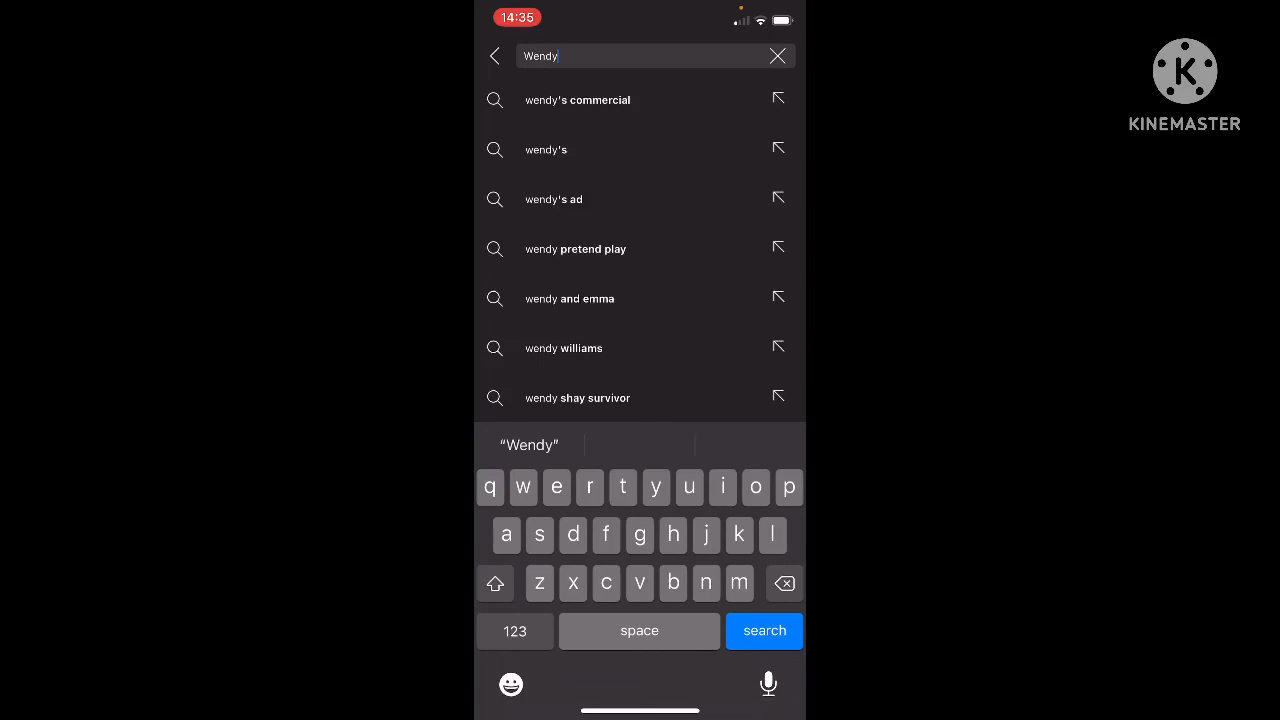 14:35
Wendy
wendy's commercial
wendy's
wendy's ad
wendy pretend play
wendy and emma
wendy williams
wendy shay survivor
“Wendy”
q w e r t y u i o p
a s d f g h j k l
z x c v b n m
123 space search
K
KINEMASTER